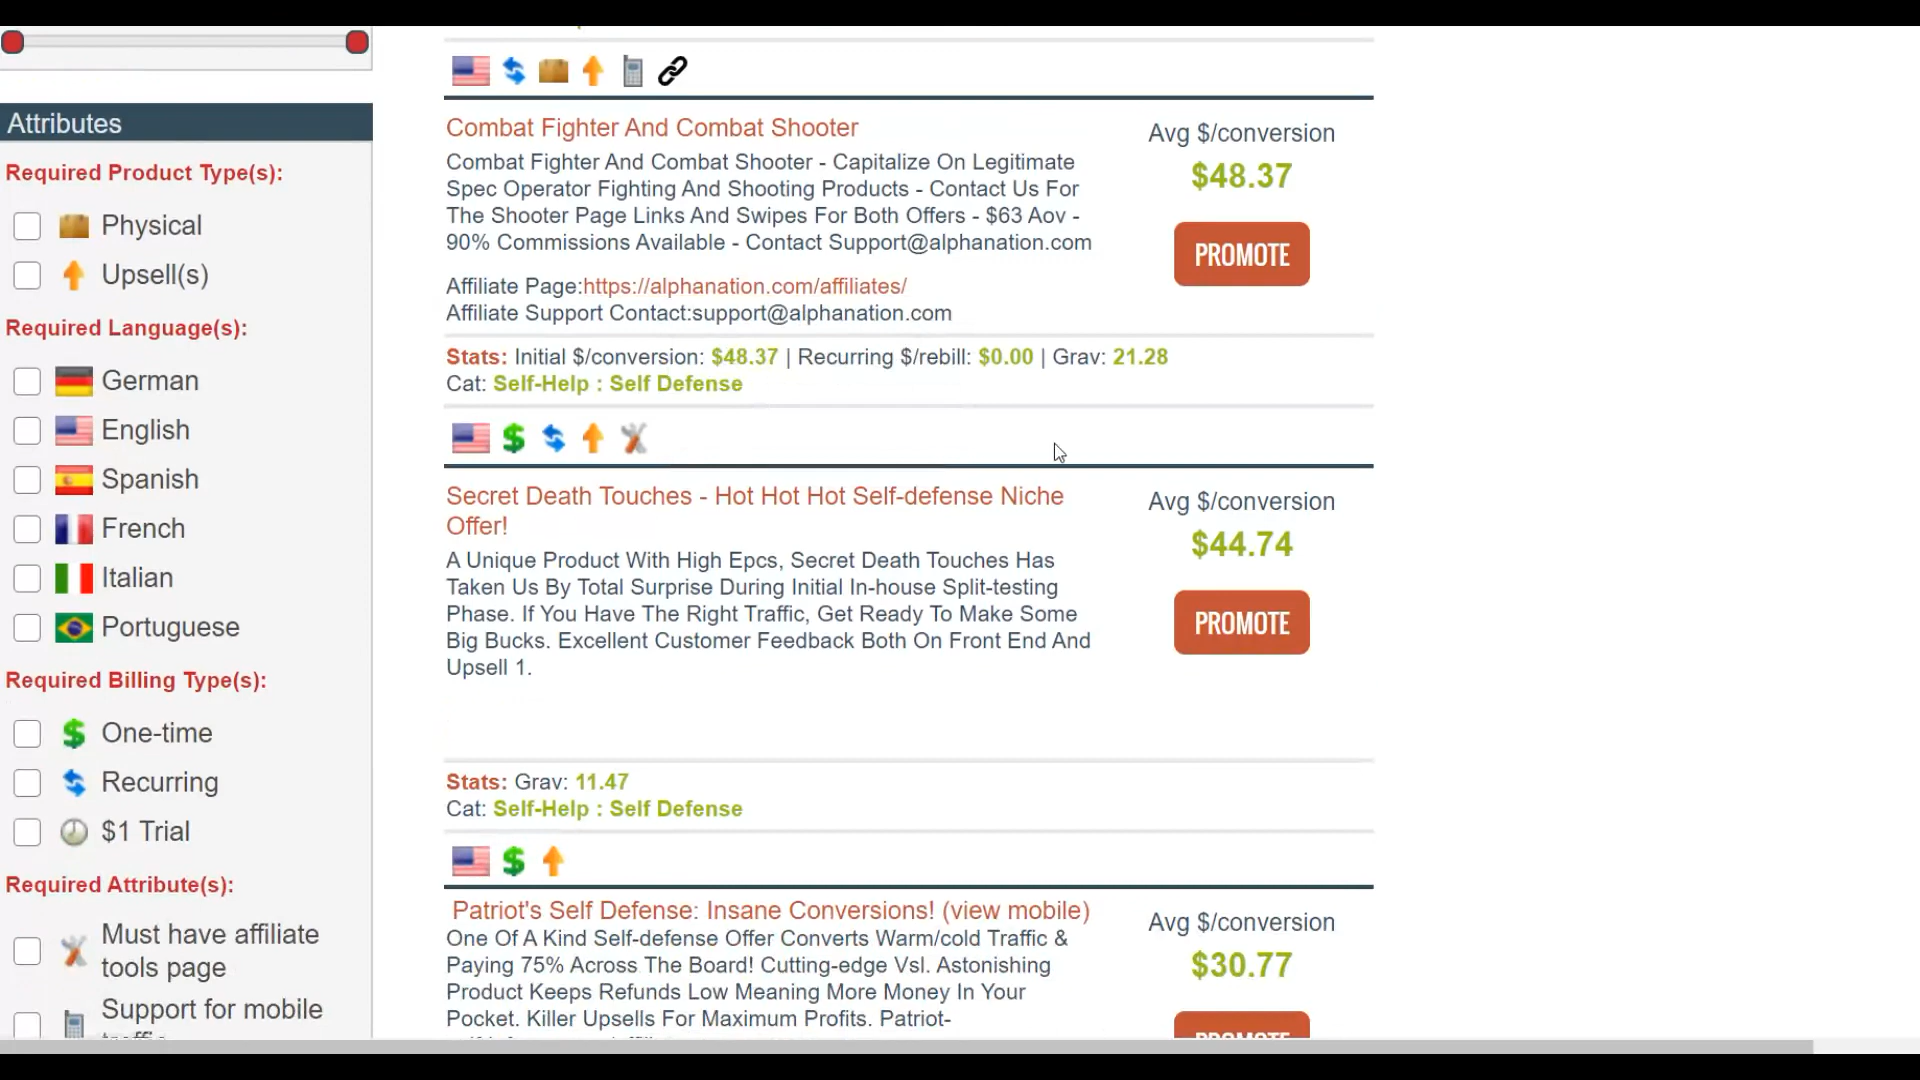 Attributes
Required Product Type(s):
Physical
Upsell(s)
Required Language(s):
German
English
Spanish
French
Italian
Portuguese
Required Billing Type(s):
One-time
Recurring
$1 Trial
Required Attribute(s):
Must have affiliate
tools page
Support for mobile
Combat Fighter And Combat Shooter
Combat Fighter And Combat Shooter - Capitalize On Legitimate
Spec Operator Fighting And Shooting Products - Contact Us For
The Shooter Page Links And Swipes For Both Offers - $63 Aov -
90% Commissions Available - Contact Support@alphanation.com
Affiliate Page:https://alphanation.com/affiliates/
Affiliate Support Contact:support@alphanation.com
Avg $/conversion
$48.37
PROMOTE
Stats: Initial $/conversion: $48.37 | Recurring $/rebill: $0.00 | Grav: 21.28
Cat: Self-Help : Self Defense
Secret Death Touches - Hot Hot Hot Self-defense Niche
Offer!
A Unique Product With High Epcs, Secret Death Touches Has
Taken Us By Total Surprise During Initial In-house Split-testing
Phase. If You Have The Right Traffic, Get Ready To Make Some
Big Bucks. Excellent Customer Feedback Both On Front End And
Upsell 1.
Avg $/conversion
$44.74
PROMOTE
Stats: Grav: 11.47
Cat: Self-Help : Self Defense
Patriot's Self Defense: Insane Conversions! (view mobile)
One Of A Kind Self-defense Offer Converts Warm/cold Traffic &
Paying 75% Across The Board! Cutting-edge Vsl. Astonishing
Product Keeps Refunds Low Meaning More Money In Your
Pocket. Killer Upsells For Maximum Profits. Patriot-
Avg $/conversion
$30.77
PROMOTE